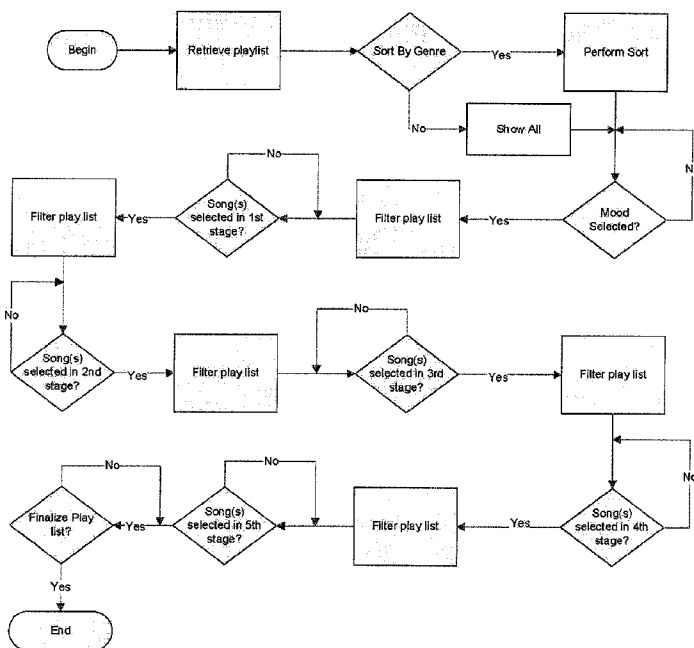 Begin
Retrieve playlist
Sort By Genre
Yes
Perform Sort
No
Show All
N
Mood
Selected?
Yes
Filter play list
No
Song(s)
selected in 1st
stage?
Yes
Filter play list
No
Song(s)
selected in 2nd
stage?
Yes
Filter play list
No
Song(s)
selected in 3rd
stage?
Yes
Filter play list
No
Song(s)
selected in 4th
stage?
Yes
Filter play list
No
Song(s)
selected in 5th
stage?
Yes
No
Finalize Play
list?
Yes
End